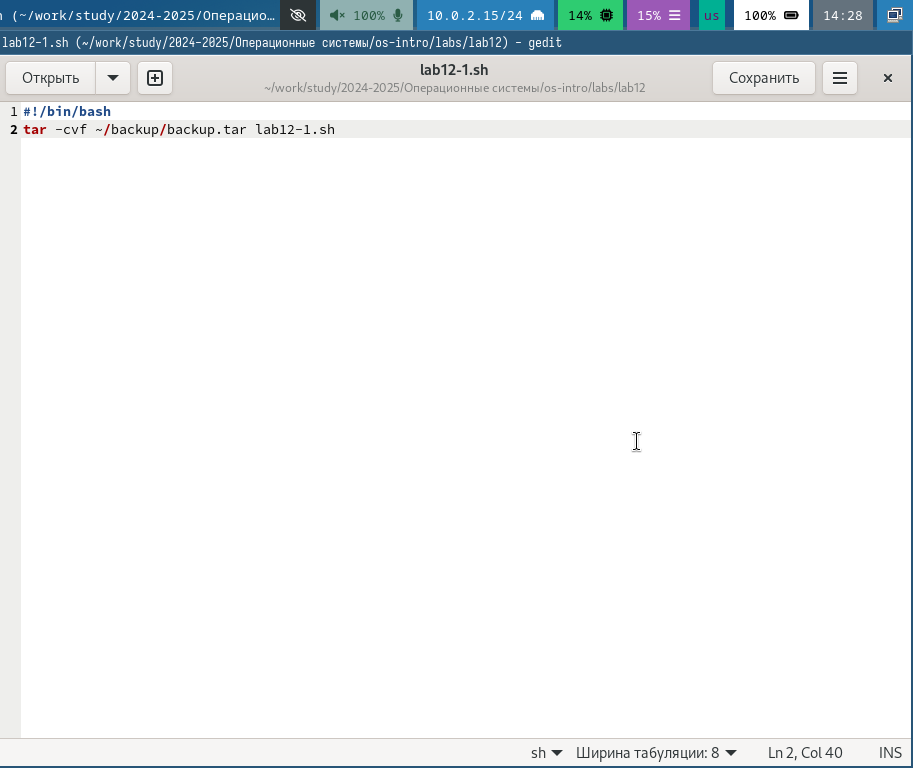 (~/work/study/2024-2025/Операцио… 100% 10.0.2.15/24 14% 15% us 100% 14:28
lab12-1.sh (~/work/study/2024-2025/Операционные системы/os-intro/labs/lab12) - gedit
Открыть lab12-1.sh Сохранить
~/work/study/2024-2025/Операционные системы/os-intro/labs/lab12
1 #!/bin/bash
2 tar -cvf ~/backup/backup.tar lab12-1.sh
sh Ширина табуляции: 8 Ln 2, Col 40 INS